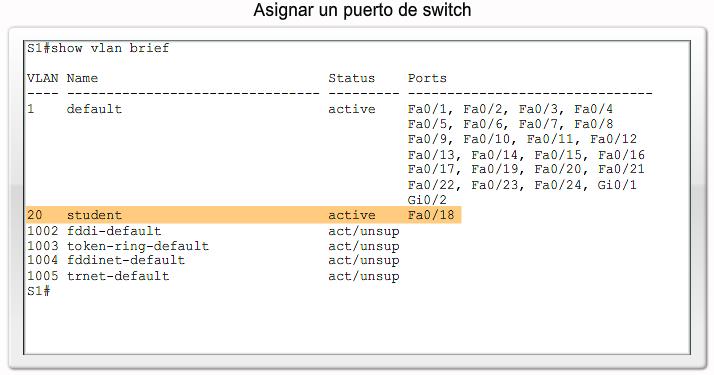 Asignar un puerto de switch
S1#show vlan brief
VLAN Name                             Status    Ports
---- -------------------------------- --------- -------------------------------
1    default                          active    Fa0/1, Fa0/2, Fa0/3, Fa0/4
                                                Fa0/5, Fa0/6, Fa0/7, Fa0/8
                                                Fa0/9, Fa0/10, Fa0/11, Fa0/12
                                                Fa0/13, Fa0/14, Fa0/15, Fa0/16
                                                Fa0/17, Fa0/19, Fa0/20, Fa0/21
                                                Fa0/22, Fa0/23, Fa0/24, Gi0/1
                                                Gi0/2
20   student                          active    Fa0/18
1002 fddi-default                     act/unsup
1003 token-ring-default               act/unsup
1004 fddinet-default                  act/unsup
1005 trnet-default                    act/unsup
S1#